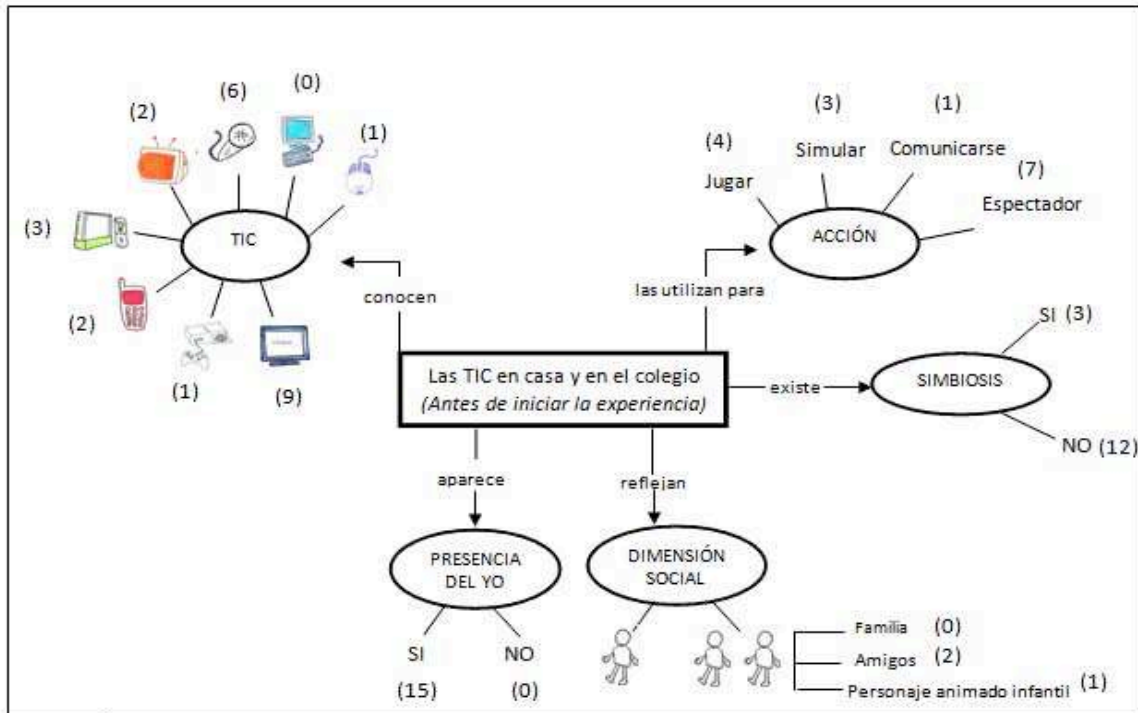 (0)
(6)
(2)
(1)
(3)
TIC
(2)
(1)
(9)
conocen
(3)
(1)
(4)
Simular
Comunicarse
(7)
Jugar
Espectador
ACCIÓN
las utilizan para
Las TIC en casa y en el colegio
(Antes de iniciar la experiencia)
existe
SI (3)
SIMBIOSIS
NO (12)
aparece
reflejan
PRESENCIA
DEL YO
SI
NO
(15)
(0)
DIMENSIÓN
SOCIAL
Familia (0)
Amigos (2)
Personaje animado infantil (1)